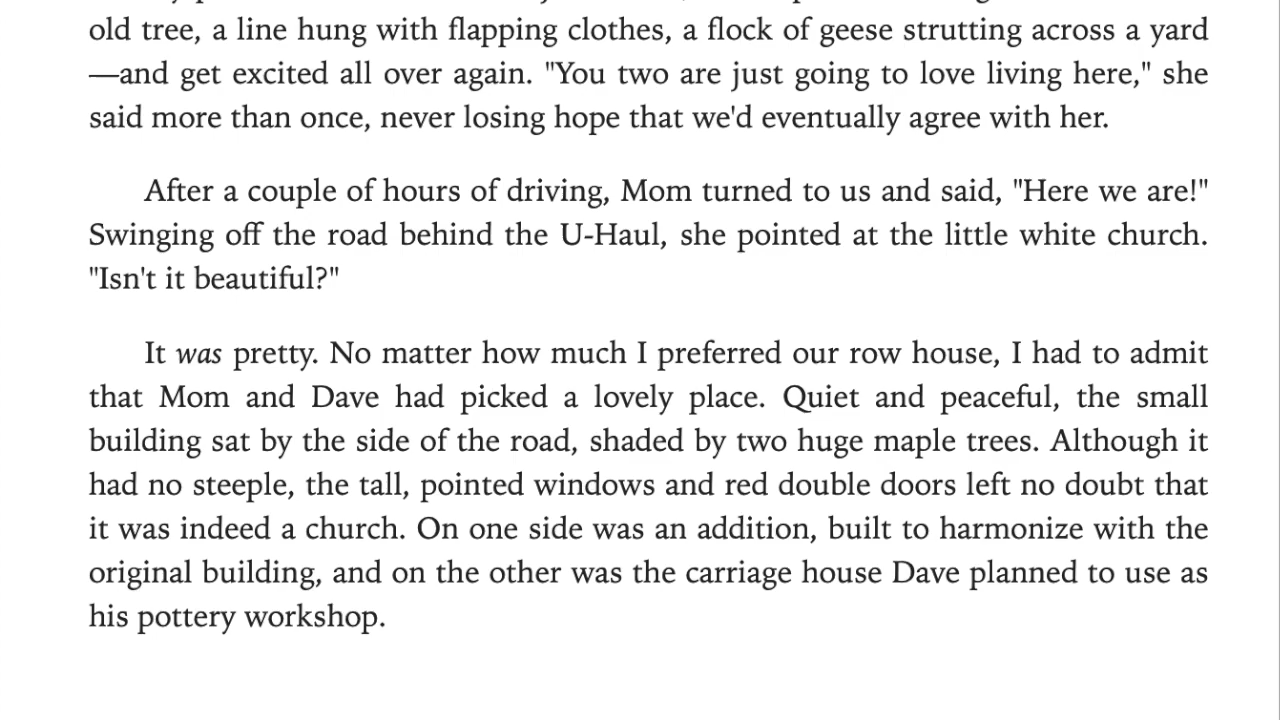 old tree, a line hung with flapping clothes, a flock of geese strutting across a yard
—and get excited all over again. "You two are just going to love living here," she
said more than once, never losing hope that we'd eventually agree with her.
After a couple of hours of driving, Mom turned to us and said, "Here we are!"
Swinging off the road behind the U-Haul, she pointed at the little white church.
"Isn't it beautiful?"
It was pretty. No matter how much I preferred our row house, I had to admit
that Mom and Dave had picked a lovely place. Quiet and peaceful, the small
building sat by the side of the road, shaded by two huge maple trees. Although it
had no steeple, the tall, pointed windows and red double doors left no doubt that
it was indeed a church. On one side was an addition, built to harmonize with the
original building, and on the other was the carriage house Dave planned to use as
his pottery workshop.